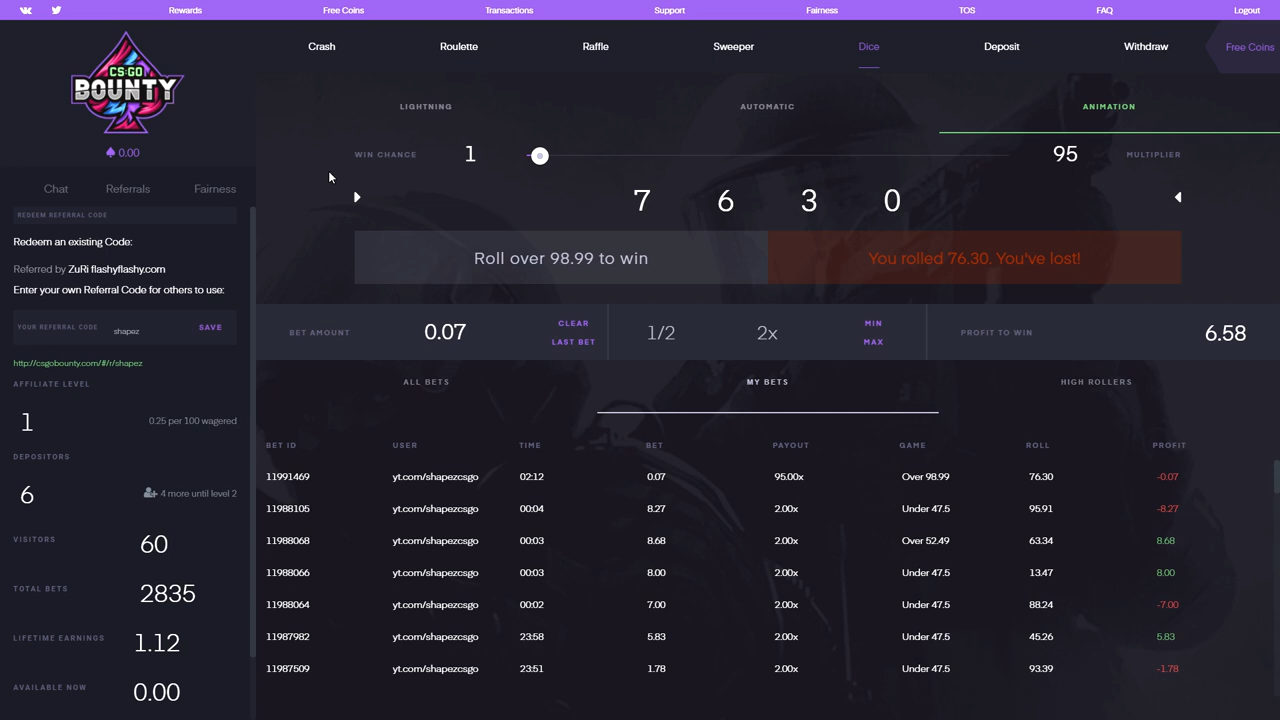 Rewards Free Coins Transactions Support Fairness TOS FAQ Logout
CS:GO
BOUNTY
0.00
Crash Roulette Raffle Sweeper Dice Deposit Withdraw Free Coins
LIGHTNING AUTOMATIC ANIMATION
WIN CHANCE 1 95 MULTIPLIER
7 6 3 0
Roll over 98.99 to win You rolled 76.30. You've lost!
BET AMOUNT 0.07 CLEAR LAST BET 1/2 2x MIN MAX PROFIT TO WIN 6.58
Chat Referrals Fairness
REDEEM REFERRAL CODE
Redeem an existing Code:
Referred by ZuRi flashyflashy.com
Enter your own Referral Code for others to use:
YOUR REFERRAL CODE shapez SAVE
http://csgobounty.com/#/r/shapez
AFFILIATE LEVEL
1 0.25 per 100 wagered
DEPOSITORS
6 4 more until level 2
VISITORS 60
TOTAL BETS 2835
LIFETIME EARNINGS 1.12
AVAILABLE NOW 0.00
ALL BETS MY BETS HIGH ROLLERS
BET ID USER TIME BET PAYOUT GAME ROLL PROFIT
11991469 yt.com/shapezcsgo 02:12 0.07 95.00x Over 98.99 76.30 -0.07
11988105 yt.com/shapezcsgo 00:04 8.27 2.00x Under 47.5 95.91 -8.27
11988068 yt.com/shapezcsgo 00:03 8.68 2.00x Over 52.49 63.34 8.68
11988066 yt.com/shapezcsgo 00:03 8.00 2.00x Under 47.5 13.47 8.00
11988064 yt.com/shapezcsgo 00:02 7.00 2.00x Under 47.5 88.24 -7.00
11987982 yt.com/shapezcsgo 23:58 5.83 2.00x Under 47.5 45.26 5.83
11987509 yt.com/shapezcsgo 23:51 1.78 2.00x Under 47.5 93.39 -1.78